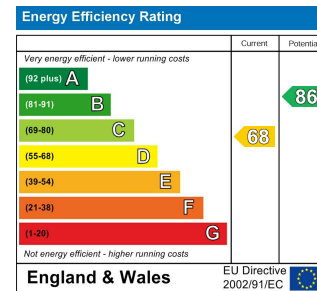 Energy Efficiency Rating
Current Potentia
Very energy efficient - lower running costs
(92 plus) A
(81-91) B
86
(69-80) C
68
(55-68) D
(39-54) E
(21-38) F
(1-20) G
Not energy efficient - higher running costs
England & Wales
EU Directive
2002/91/EC